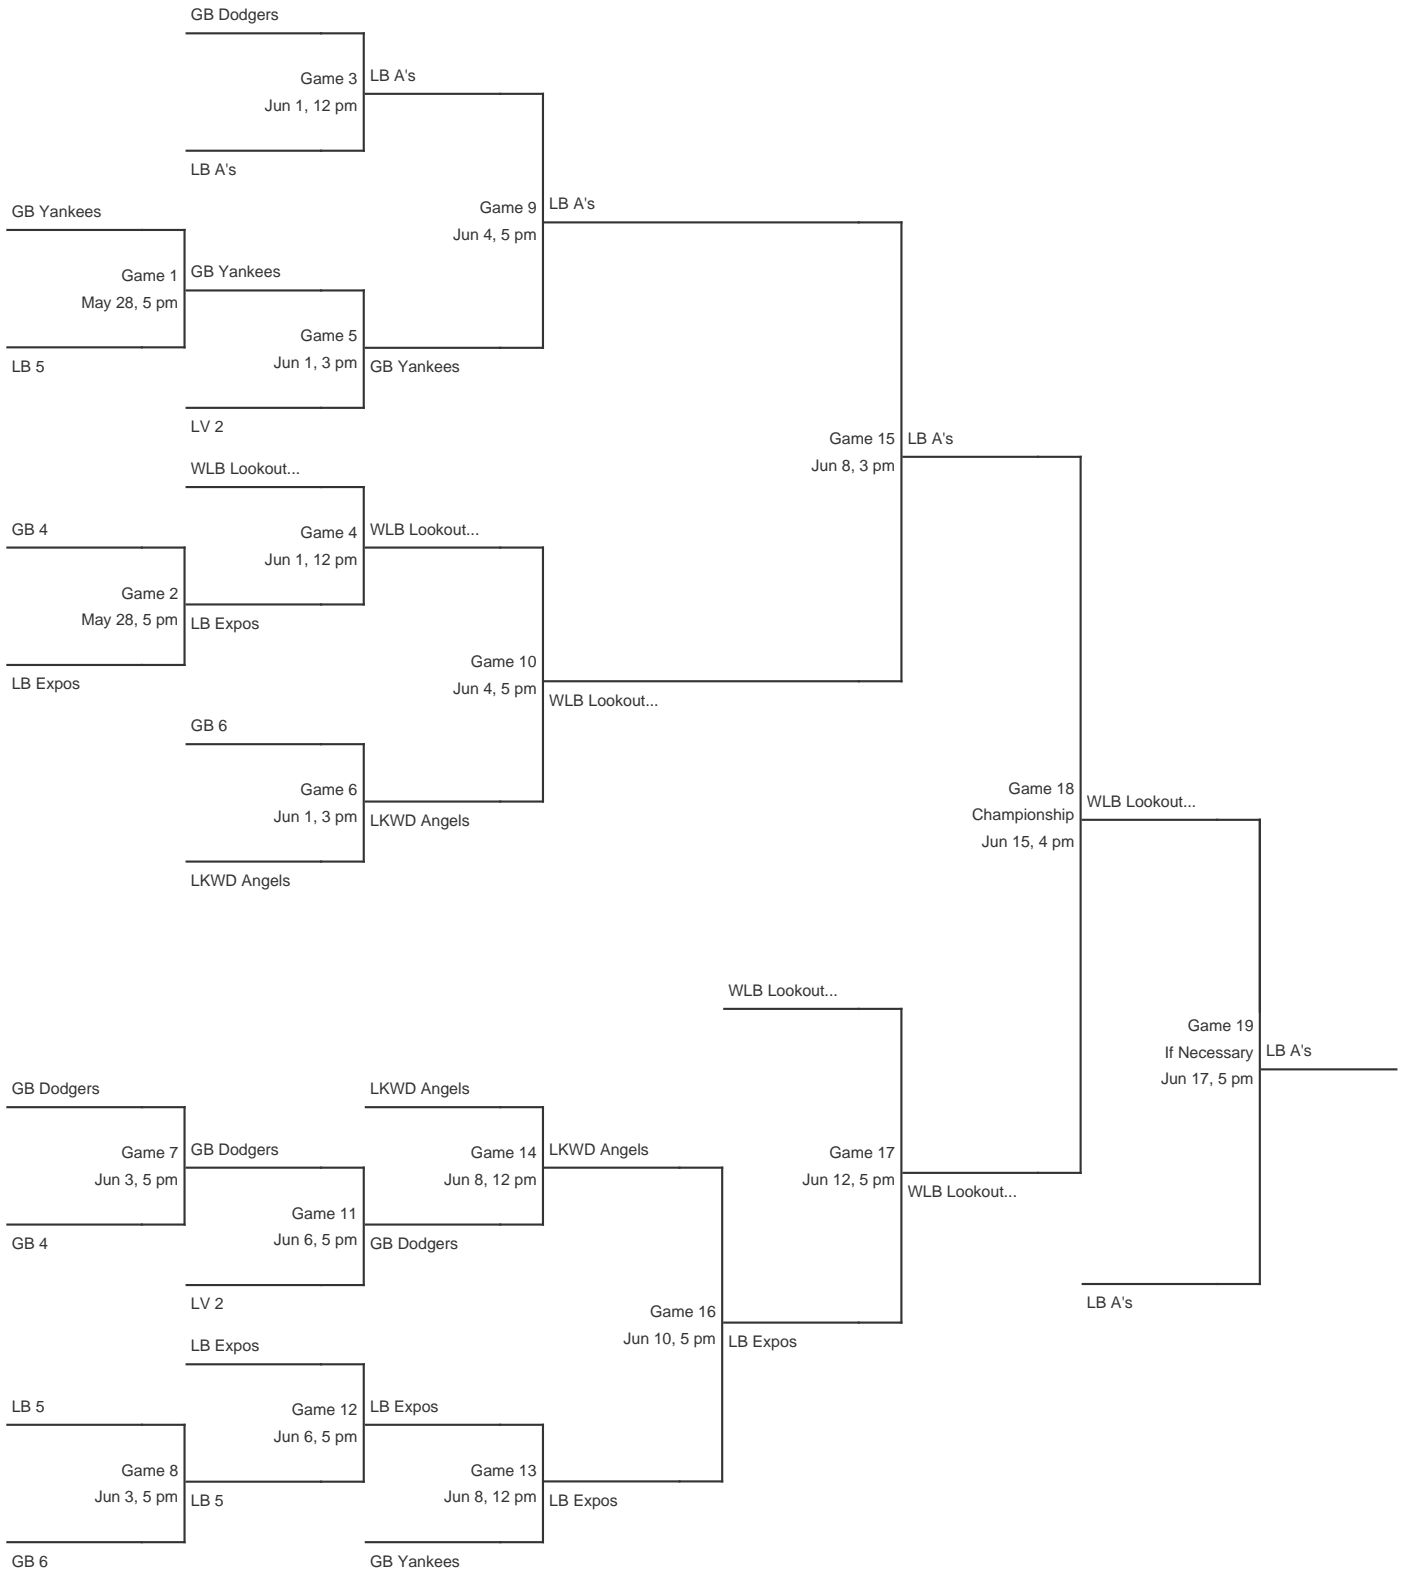 GB Dodgers
Game 3
Jun 1, 12 pm
LB A's
LB A's
GB Yankees
Game 9
Jun 4, 5 pm
LB A's
Game 1
May 28, 5 pm
GB Yankees
LB 5
Game 5
Jun 1, 3 pm
GB Yankees
LV 2
Game 15
Jun 8, 3 pm
LB A's
WLB Lookout...
GB 4
Game 4
Jun 1, 12 pm
WLB Lookout...
Game 2
May 28, 5 pm
LB Expos
LB Expos
Game 10
Jun 4, 5 pm
WLB Lookout...
GB 6
Game 6
Jun 1, 3 pm
LKWD Angels
LKWD Angels
Game 18
Championship
Jun 15, 4 pm
WLB Lookout...
WLB Lookout...
Game 19
If Necessary
Jun 17, 5 pm
LB A's
GB Dodgers
LKWD Angels
Game 7
Jun 3, 5 pm
GB Dodgers
Game 14
Jun 8, 12 pm
LKWD Angels
Game 17
Jun 12, 5 pm
WLB Lookout...
GB 4
Game 11
Jun 6, 5 pm
GB Dodgers
LV 2
LB A's
Game 16
Jun 10, 5 pm
LB Expos
LB Expos
LB 5
Game 12
Jun 6, 5 pm
LB Expos
Game 8
Jun 3, 5 pm
LB 5
Game 13
Jun 8, 12 pm
LB Expos
GB 6
GB Yankees